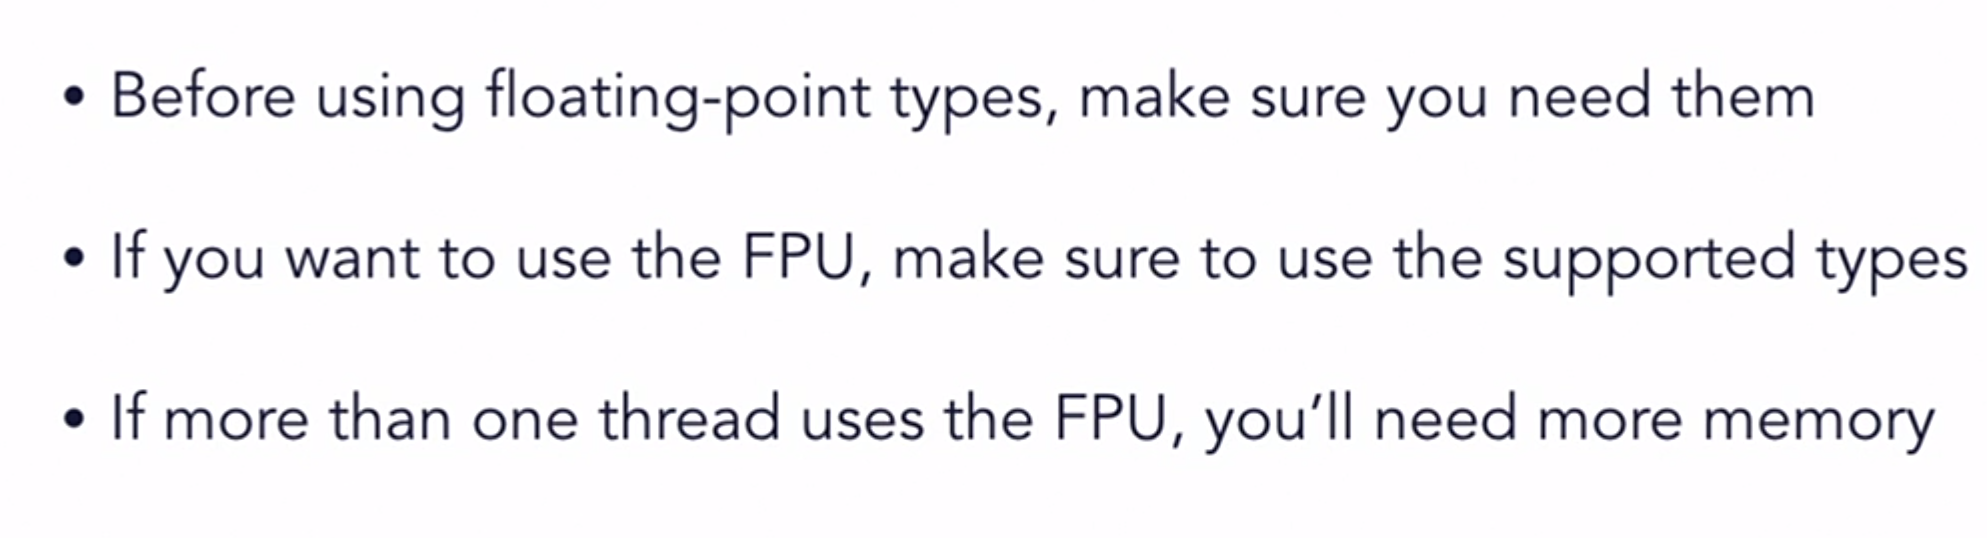 • Before using floating-point types, make sure you need them
• If you want to use the FPU, make sure to use the supported types
• If more than one thread uses the FPU, you’ll need more memory